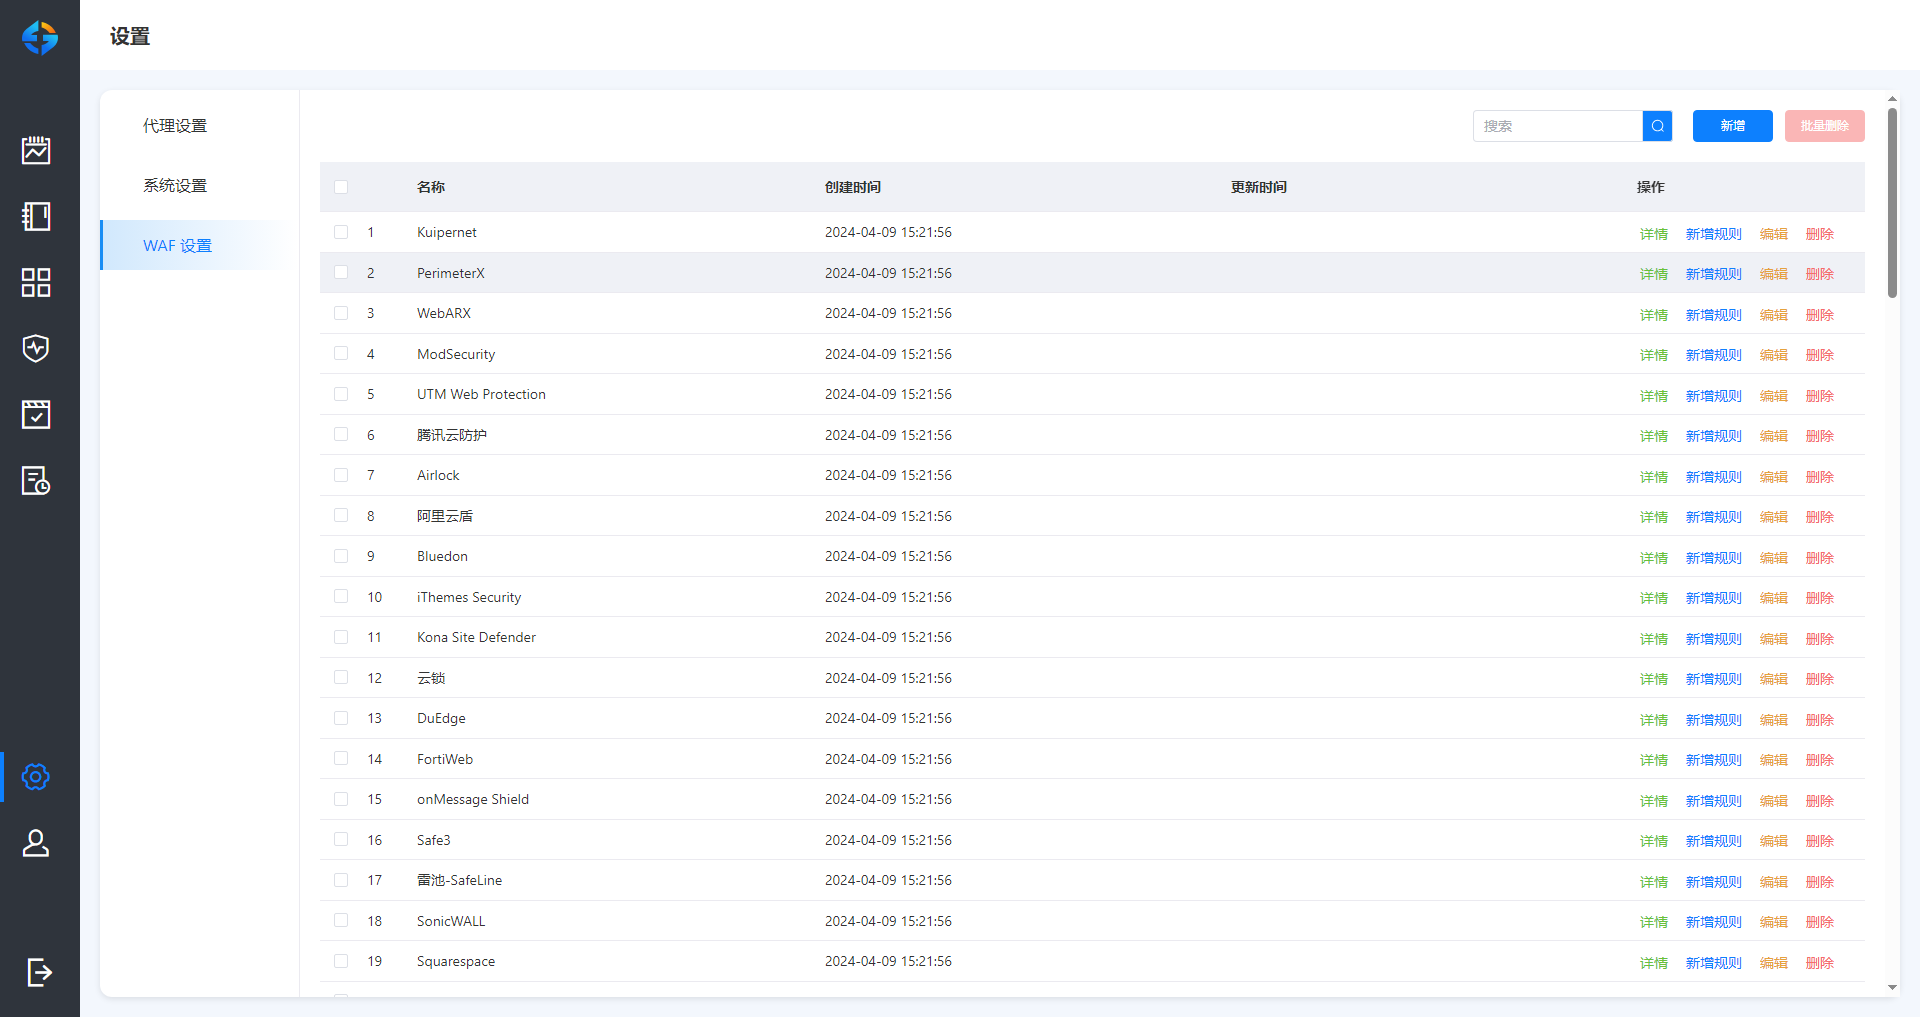 设置
代理设置
系统设置
WAF 设置
搜索 新增 批量删除
名称 创建时间 更新时间 操作
1 Kuipernet 2024-04-09 15:21:56 详情 新增规则 编辑 删除
2 PerimeterX 2024-04-09 15:21:56 详情 新增规则 编辑 删除
3 WebARX 2024-04-09 15:21:56 详情 新增规则 编辑 删除
4 ModSecurity 2024-04-09 15:21:56 详情 新增规则 编辑 删除
5 UTM Web Protection 2024-04-09 15:21:56 详情 新增规则 编辑 删除
6 腾讯云防护 2024-04-09 15:21:56 详情 新增规则 编辑 删除
7 Airlock 2024-04-09 15:21:56 详情 新增规则 编辑 删除
8 阿里云盾 2024-04-09 15:21:56 详情 新增规则 编辑 删除
9 Bluedon 2024-04-09 15:21:56 详情 新增规则 编辑 删除
10 iThemes Security 2024-04-09 15:21:56 详情 新增规则 编辑 删除
11 Kona Site Defender 2024-04-09 15:21:56 详情 新增规则 编辑 删除
12 云锁 2024-04-09 15:21:56 详情 新增规则 编辑 删除
13 DuEdge 2024-04-09 15:21:56 详情 新增规则 编辑 删除
14 FortiWeb 2024-04-09 15:21:56 详情 新增规则 编辑 删除
15 onMessage Shield 2024-04-09 15:21:56 详情 新增规则 编辑 删除
16 Safe3 2024-04-09 15:21:56 详情 新增规则 编辑 删除
17 雷池-SafeLine 2024-04-09 15:21:56 详情 新增规则 编辑 删除
18 SonicWALL 2024-04-09 15:21:56 详情 新增规则 编辑 删除
19 Squarespace 2024-04-09 15:21:56 详情 新增规则 编辑 删除